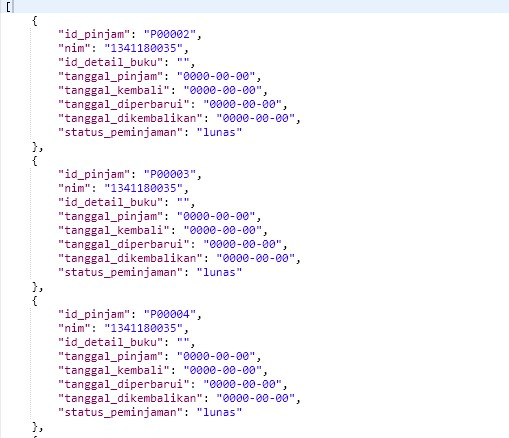 [
{
"id_pinjam": "P00002",
"nim": "1341180035",
"id_detail_buku": "",
"tanggal_pinjam": "0000-00-00",
"tanggal_kembali": "0000-00-00",
"tanggal_diperbarui": "0000-00-00",
"tanggal_dikembalikan": "0000-00-00",
"status_peminjaman": "lunas"
},
{
"id_pinjam": "P00003",
"nim": "1341180035",
"id_detail_buku": "",
"tanggal_pinjam": "0000-00-00",
"tanggal_kembali": "0000-00-00",
"tanggal_diperbarui": "0000-00-00",
"tanggal_dikembalikan": "0000-00-00",
"status_peminjaman": "lunas"
},
{
"id_pinjam": "P00004",
"nim": "1341180035",
"id_detail_buku": "",
"tanggal_pinjam": "0000-00-00",
"tanggal_kembali": "0000-00-00",
"tanggal_diperbarui": "0000-00-00",
"tanggal_dikembalikan": "0000-00-00",
"status_peminjaman": "lunas"
},